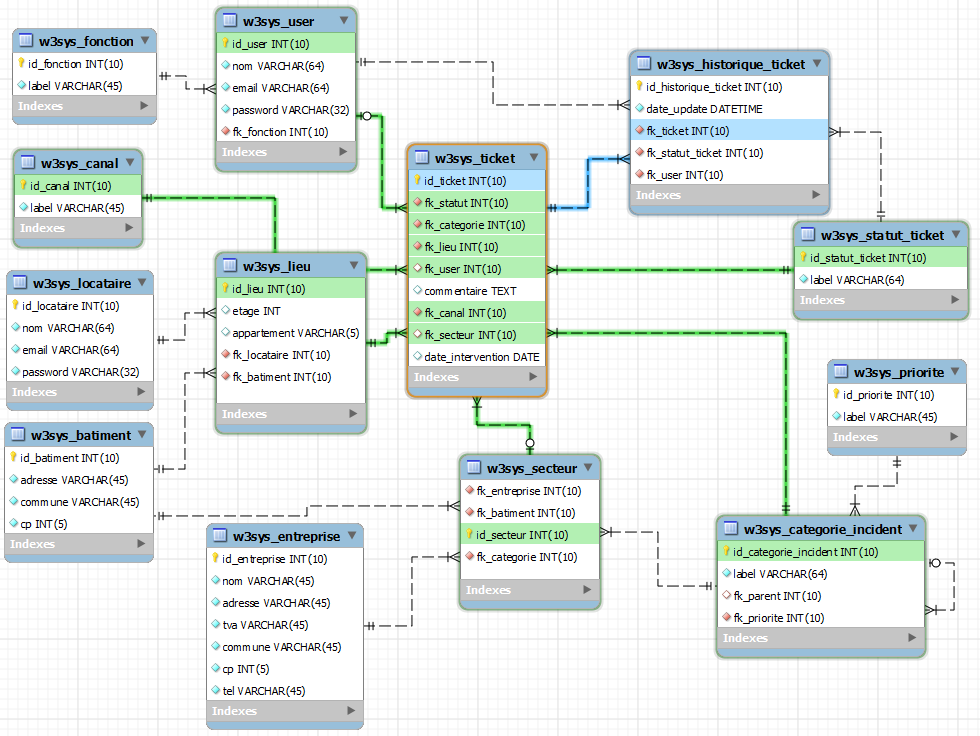 w3sys_fonction
id_fonction INT(10)
label VARCHAR(45)
Indexes
w3sys_user
id_user INT(10)
nom VARCHAR(64)
email VARCHAR(64)
password VARCHAR(32)
fk_fonction INT(10)
Indexes
w3sys_historique_ticket
id_historique_ticket INT(10)
date_update DATETIME
fk_ticket INT(10)
fk_statut_ticket INT(10)
fk_user INT(10)
Indexes
w3sys_canal
id_canal INT(10)
label VARCHAR(45)
Indexes
w3sys_ticket
id_ticket INT(10)
fk_statut INT(10)
fk_categorie INT(10)
fk_lieu INT(10)
fk_user INT(10)
commentaire TEXT
fk_canal INT(10)
fk_secteur INT(10)
date_intervention DATE
Indexes
w3sys_statut_ticket
id_statut_ticket INT(10)
label VARCHAR(64)
Indexes
w3sys_locataire
id_locataire INT(10)
nom VARCHAR(64)
email VARCHAR(64)
password VARCHAR(32)
Indexes
w3sys_lieu
id_lieu INT(10)
etage INT
appartement VARCHAR(5)
fk_locataire INT(10)
fk_batiment INT(10)
Indexes
w3sys_priorite
id_priorite INT(10)
label VARCHAR(45)
Indexes
w3sys_batiment
id_batiment INT(10)
adresse VARCHAR(45)
commune VARCHAR(45)
cp INT(5)
Indexes
w3sys_secteur
fk_entreprise INT(10)
fk_batiment INT(10)
id_secteur INT(10)
fk_categorie INT(10)
Indexes
w3sys_entreprise
id_entreprise INT(10)
nom VARCHAR(45)
adresse VARCHAR(45)
tva VARCHAR(45)
commune VARCHAR(45)
cp INT(5)
tel VARCHAR(45)
Indexes
w3sys_categorie_incident
id_categorie_incident INT(10)
label VARCHAR(64)
fk_parent INT(10)
fk_priorite INT(10)
Indexes